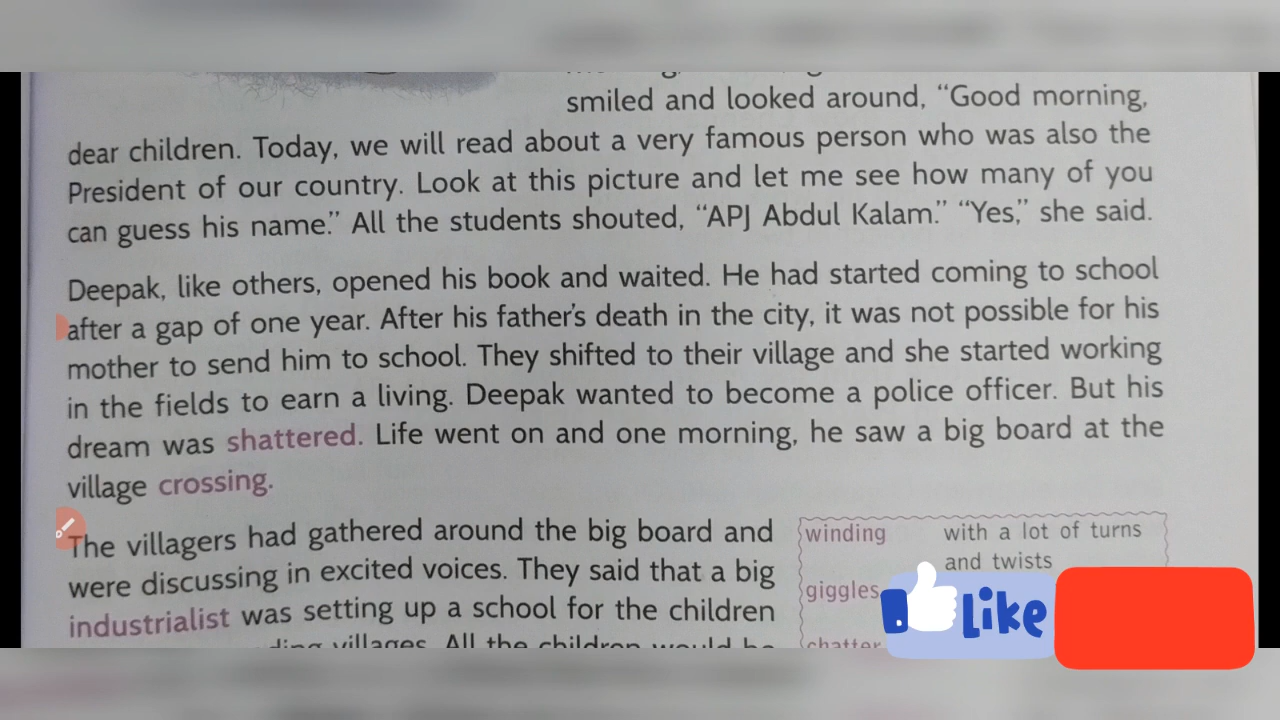 smiled and looked around, “Good morning,
dear children. Today, we will read about a very famous person who was also the
President of our country. Look at this picture and let me see how many of you
can guess his name.” All the students shouted, “APJ Abdul Kalam.” “Yes,” she said.
Deepak, like others, opened his book and waited. He had started coming to school
after a gap of one year. After his father’s death in the city, it was not possible for his
mother to send him to school. They shifted to their village and she started working
in the fields to earn a living. Deepak wanted to become a police officer. But his
dream was shattered. Life went on and one morning, he saw a big board at the
village crossing.
The villagers had gathered around the big board and
were discussing in excited voices. They said that a big
industrialist was setting up a school for the children
villages. All the children would be
winding with a lot of turns
and twists
giggles
chatter
Like